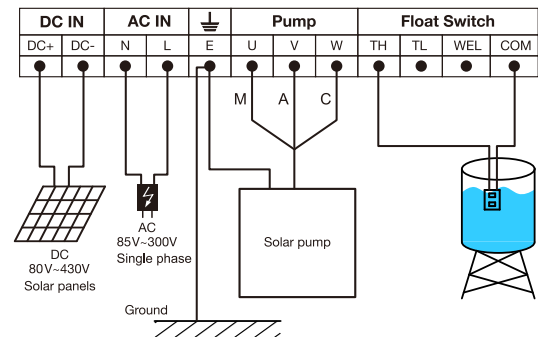 DC IN AC IN Pump Float Switch
DC+ DC- N L E U V W TH TL WEL COM
M A C
AC
85V~300V
Single phase
DC
80V~430V
Solar panels
Solar pump
Ground